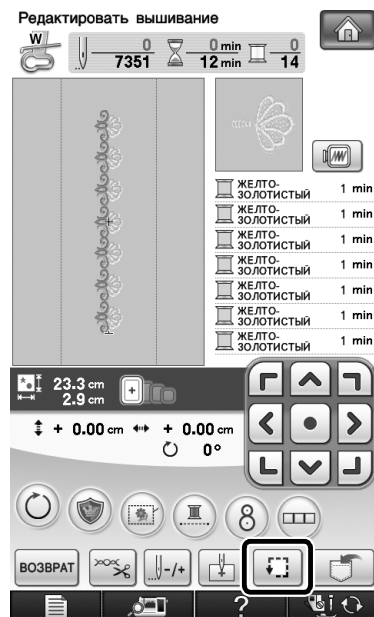 Редактировать вышивание
W
0 0 min 0
7351 12 min 14
ЖЕЛТО-
ЗОЛОТИСТЫЙ 1 min
ЖЕЛТО-
ЗОЛОТИСТЫЙ 1 min
ЖЕЛТО-
ЗОЛОТИСТЫЙ 1 min
ЖЕЛТО-
ЗОЛОТИСТЫЙ 1 min
ЖЕЛТО-
ЗОЛОТИСТЫЙ 1 min
ЖЕЛТО-
ЗОЛОТИСТЫЙ 1 min
ЖЕЛТО-
ЗОЛОТИСТЫЙ 1 min
23.3 cm
2.9 cm
+ 0.00 cm + 0.00 cm
0°
ВОЗВРАТ -/+
?